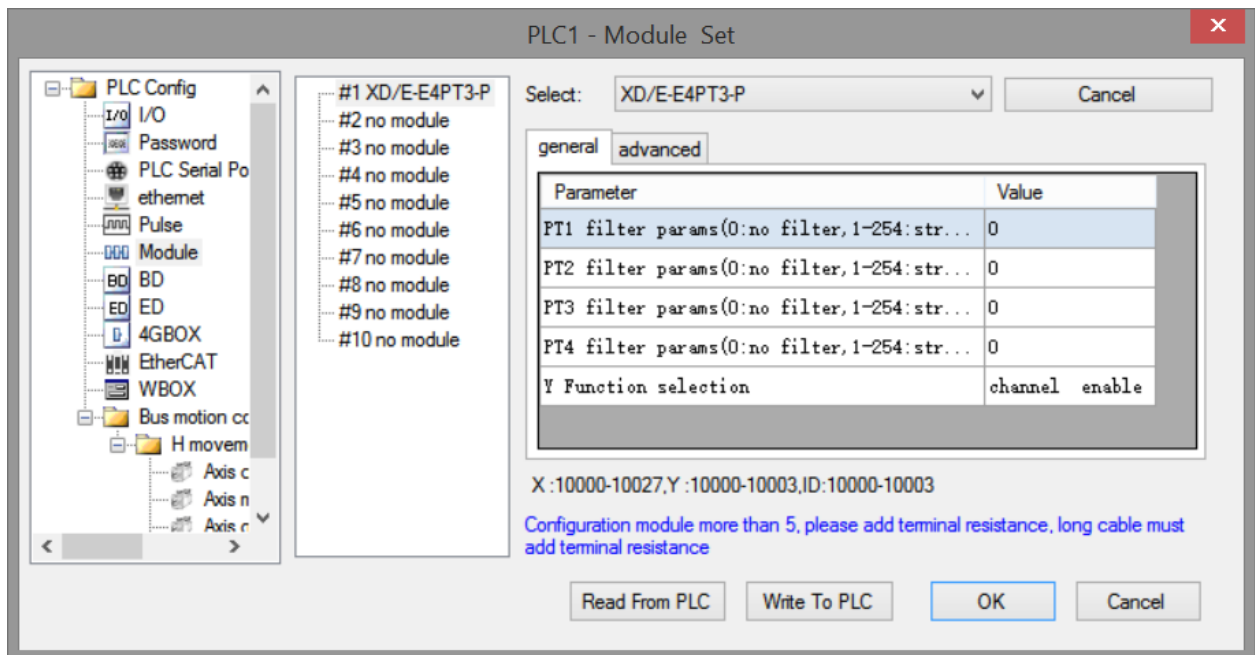 PLC1 - Module Set
PLC Config
I/O
I/O
Password
PLC Serial Po
ethernet
Pulse
Module
BD
BD
ED
ED
4GBOX
EtherCAT
WBOX
Bus motion cc
H movem
Axis c
Axis n
Axis c
#1 XD/E-E4PT3-P
#2 no module
#3 no module
#4 no module
#5 no module
#6 no module
#7 no module
#8 no module
#9 no module
#10 no module
Select: XD/E-E4PT3-P Cancel
general advanced
Parameter Value
PT1 filter params(0:no filter,1-254:str... 0
PT2 filter params(0:no filter,1-254:str... 0
PT3 filter params(0:no filter,1-254:str... 0
PT4 filter params(0:no filter,1-254:str... 0
Y Function selection channel enable
X :10000-10027,Y :10000-10003,ID:10000-10003
Configuration module more than 5, please add terminal resistance, long cable must
add terminal resistance
Read From PLC Write To PLC OK Cancel